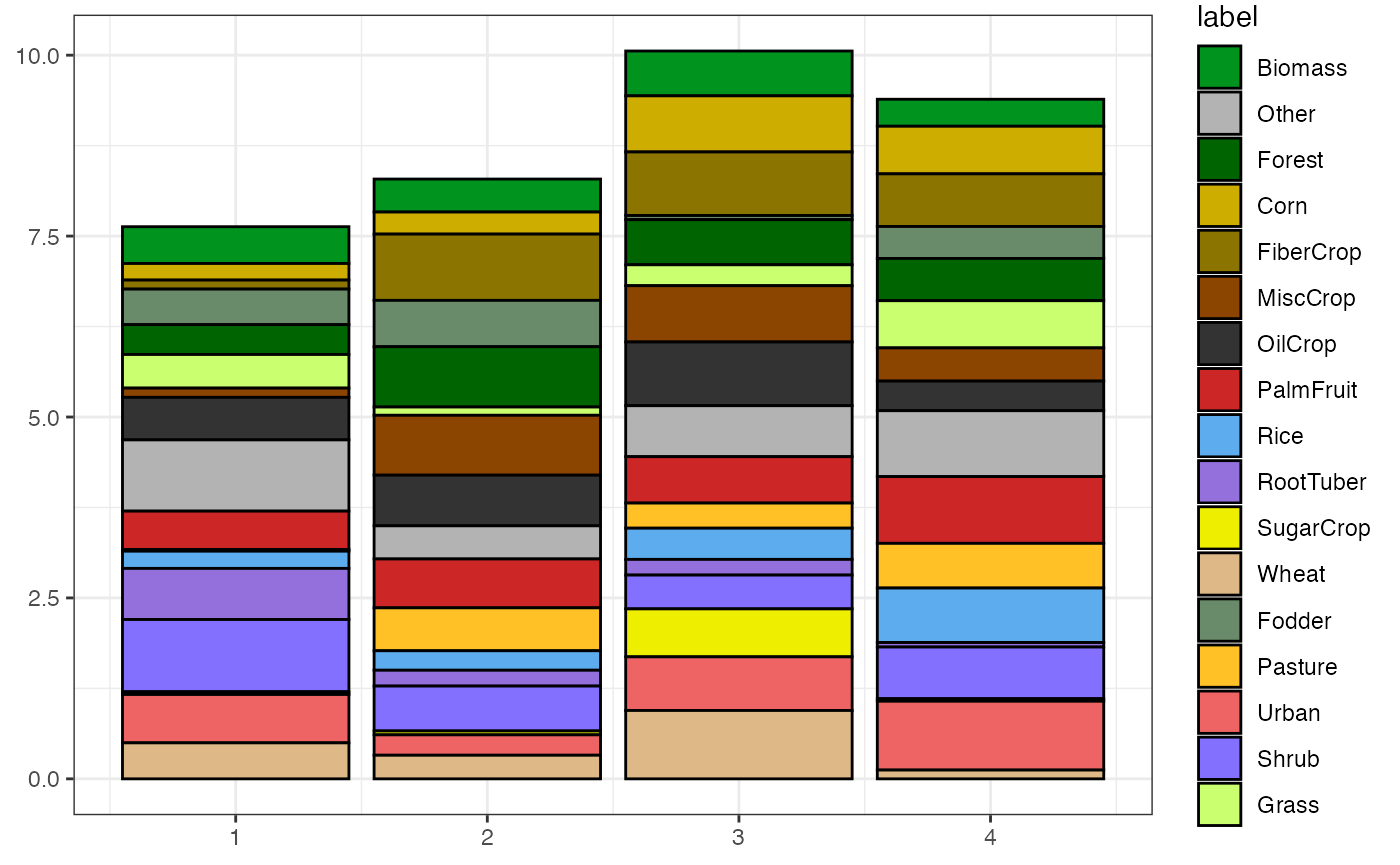 label
10.0
7.5
5.0
2.5
0.0
1 2 3 4
Biomass
Other
Forest
Corn
FiberCrop
MiscCrop
OilCrop
PalmFruit
Rice
RootTuber
SugarCrop
Wheat
Fodder
Pasture
Urban
Shrub
Grass